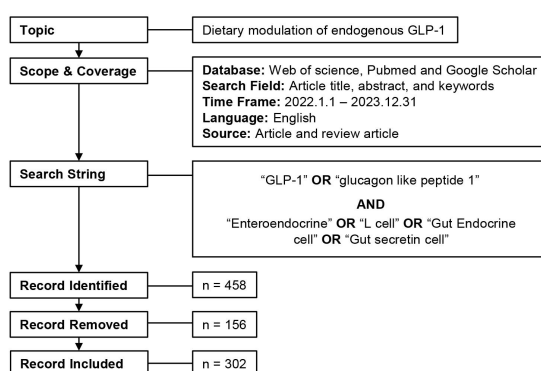 Topic
Dietary modulation of endogenous GLP-1
Scope & Coverage
Database: Web of science, Pubmed and Google Scholar
Search Field: Article title, abstract, and keywords
Time Frame: 2022.1.1 – 2023.12.31
Language: English
Source: Article and review article
Search String
“GLP-1” OR “glucagon like peptide 1”
AND
“Enteroendocrine” OR “L cell” OR “Gut Endocrine
cell” OR “Gut secretin cell”
Record Identified
n = 458
Record Removed
n = 156
Record Included
n = 302